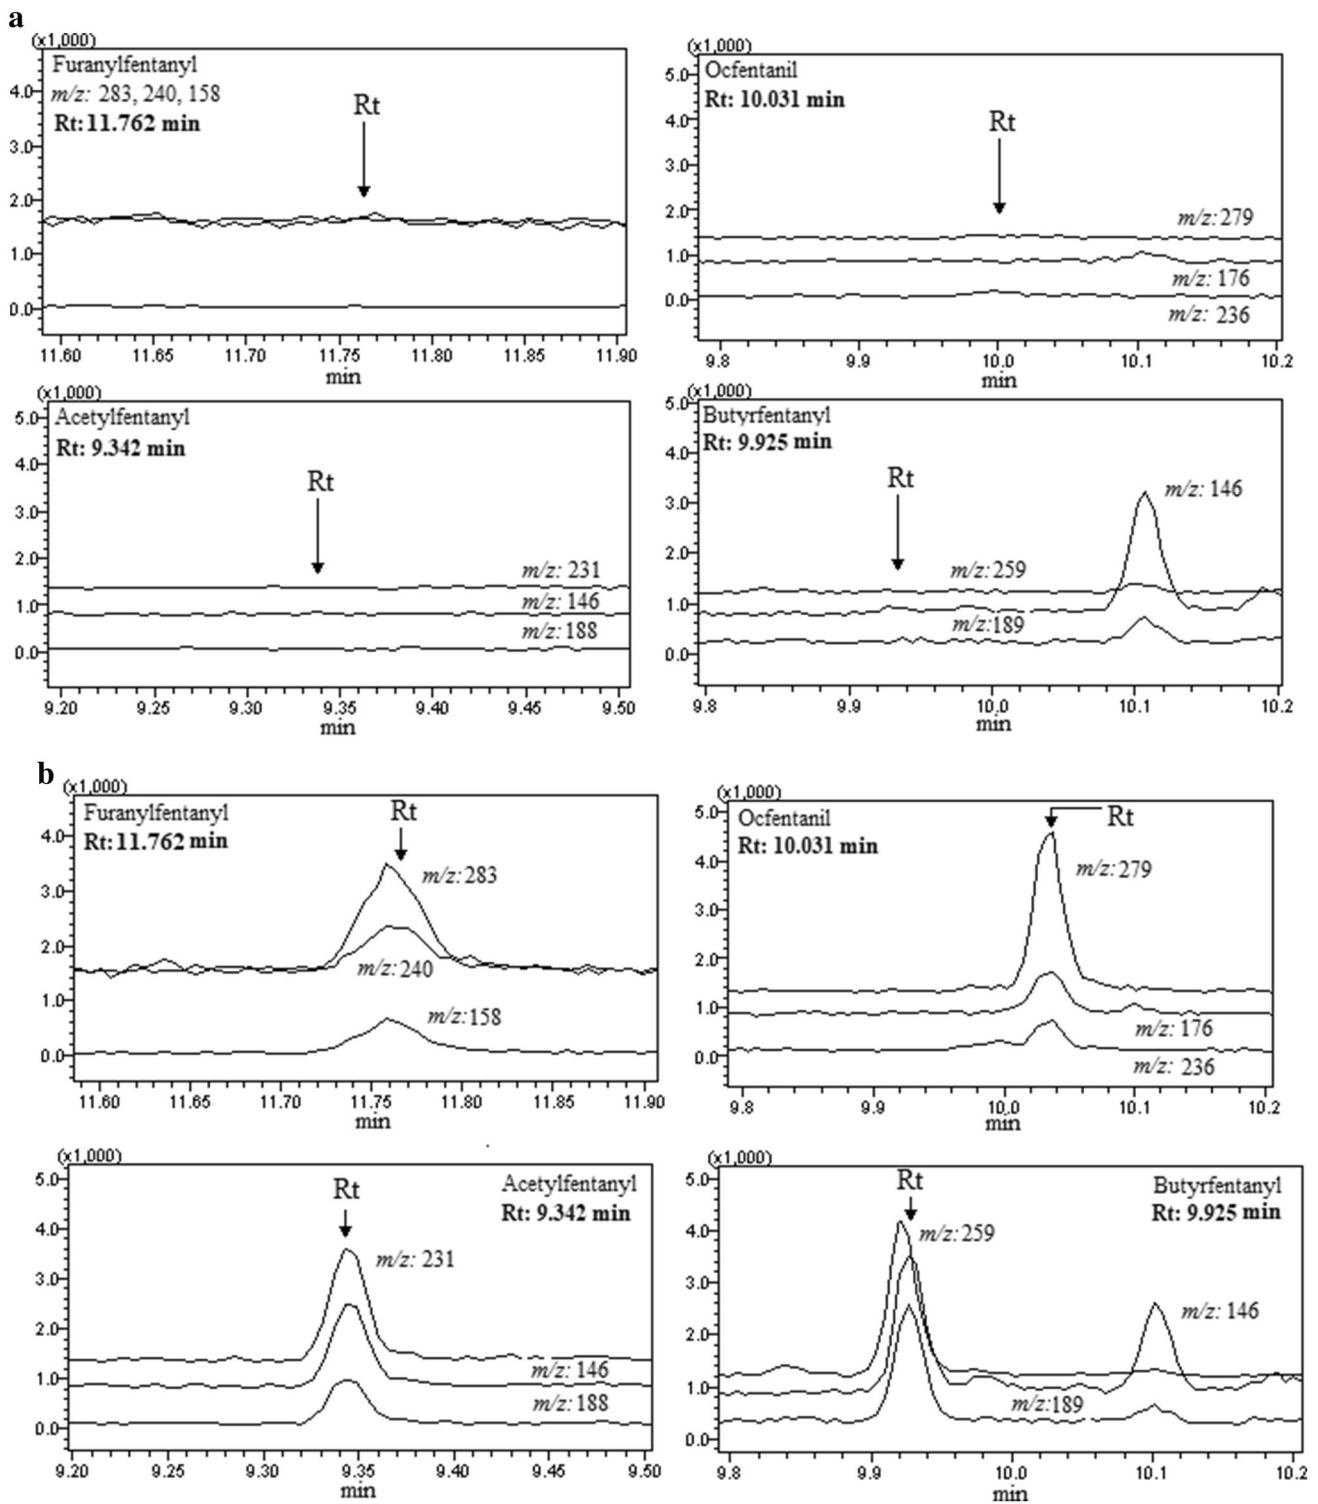 a
(x1,000)
Furanylfentanyl
m/z: 283, 240, 158
Rt: 11.762 min
Rt
4.0
3.0
2.0
1.0
0.0
11.60 11.65 11.70 11.75 11.80 11.85 11.90
min
(x1,000)
Ocfentanil
Rt: 10.031 min
Rt
5.0
4.0
3.0
2.0
1.0
0.0
m/z: 279
m/z: 176
m/z: 236
9.8 9.9 10.0 10.1 10.2
min
(x1,000)
Acetylfentanyl
Rt: 9.342 min
Rt
5.0
4.0
3.0
2.0
1.0
0.0
m/z: 231
m/z: 146
m/z: 188
9.20 9.25 9.30 9.35 9.40 9.45 9.50
min
(x1,000)
Butyrfentanyl
Rt: 9.925 min
Rt
5.0
4.0
3.0
2.0
1.0
0.0
m/z: 146
m/z: 259
m/z: 189
9.8 9.9 10.0 10.1 10.2
min
b
(x1,000)
Furanylfentanyl
Rt: 11.762 min
Rt
4.0
3.0
2.0
1.0
0.0
m/z: 283
m/z: 240
m/z: 158
11.60 11.65 11.70 11.75 11.80 11.85 11.90
min
(x1,000)
Ocfentanil
Rt: 10.031 min
Rt
5.0
4.0
3.0
2.0
1.0
0.0
m/z: 279
m/z: 176
m/z: 236
9.8 9.9 10.0 10.1 10.2
min
(x1,000)
Acetylfentanyl
Rt: 9.342 min
Rt
5.0
4.0
3.0
2.0
1.0
0.0
m/z: 231
m/z: 146
m/z: 188
9.20 9.25 9.30 9.35 9.40 9.45 9.50
min
(x1,000)
Butyrfentanyl
Rt: 9.925 min
Rt
5.0
4.0
3.0
2.0
1.0
0.0
m/z: 259
m/z: 146
m/z: 189
9.8 9.9 10.0 10.1 10.2
min